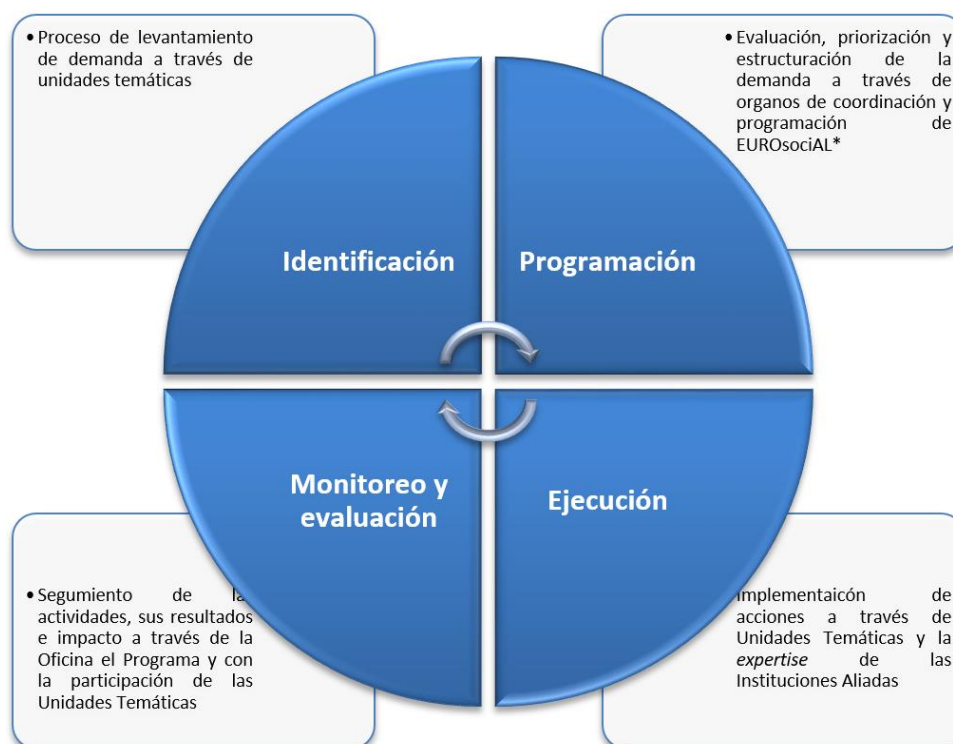 • Proceso de levantamiento
de demanda a través de
unidades temáticas
• Evaluación, priorización y
estructuración de la
demanda a través de
organos de coordinación y
programación de
EUROsociAL*
Identificación
Programación
Monitoreo y
evaluación
Ejecución
• Segumiento de la
actividades, sus resultados
e impacto a través de la
Oficina el Programa y con
la participación de las
Unidades Temáticas
Implementaicón de
acciones a través de
Unidades Temáticas y la
expertise de las
Instituciones Aliadas